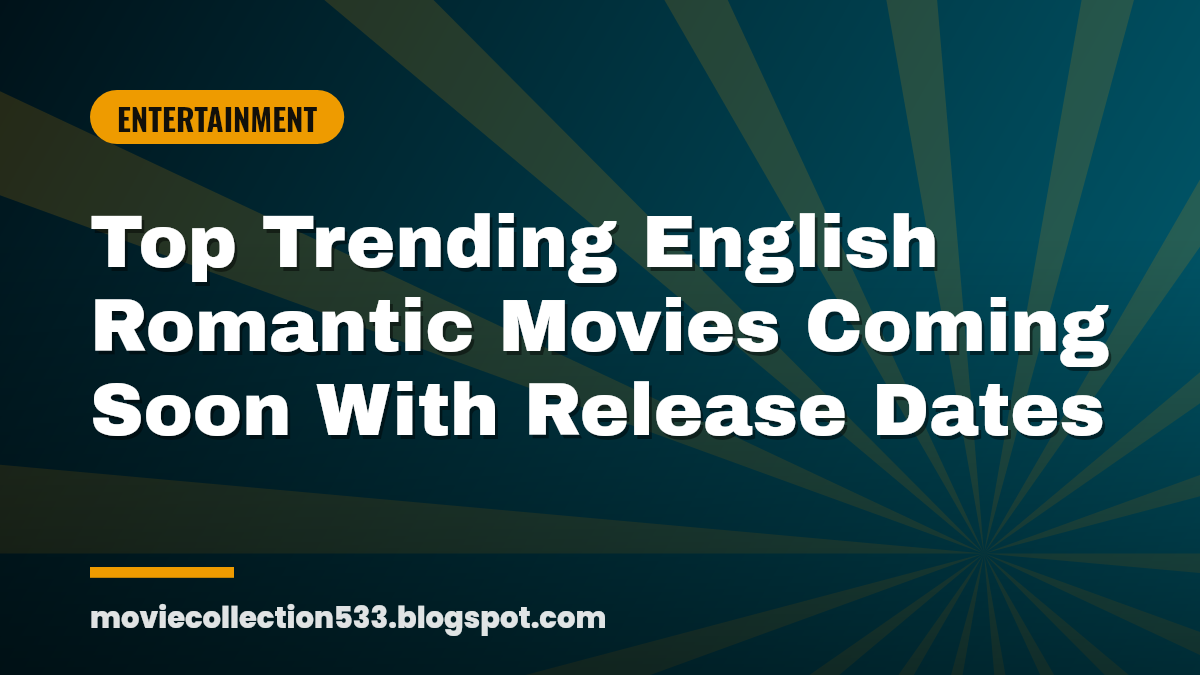 ENTERTAINMENT
Top Trending English
Romantic Movies Coming
Soon With Release Dates
moviecollection533.blogspot.com